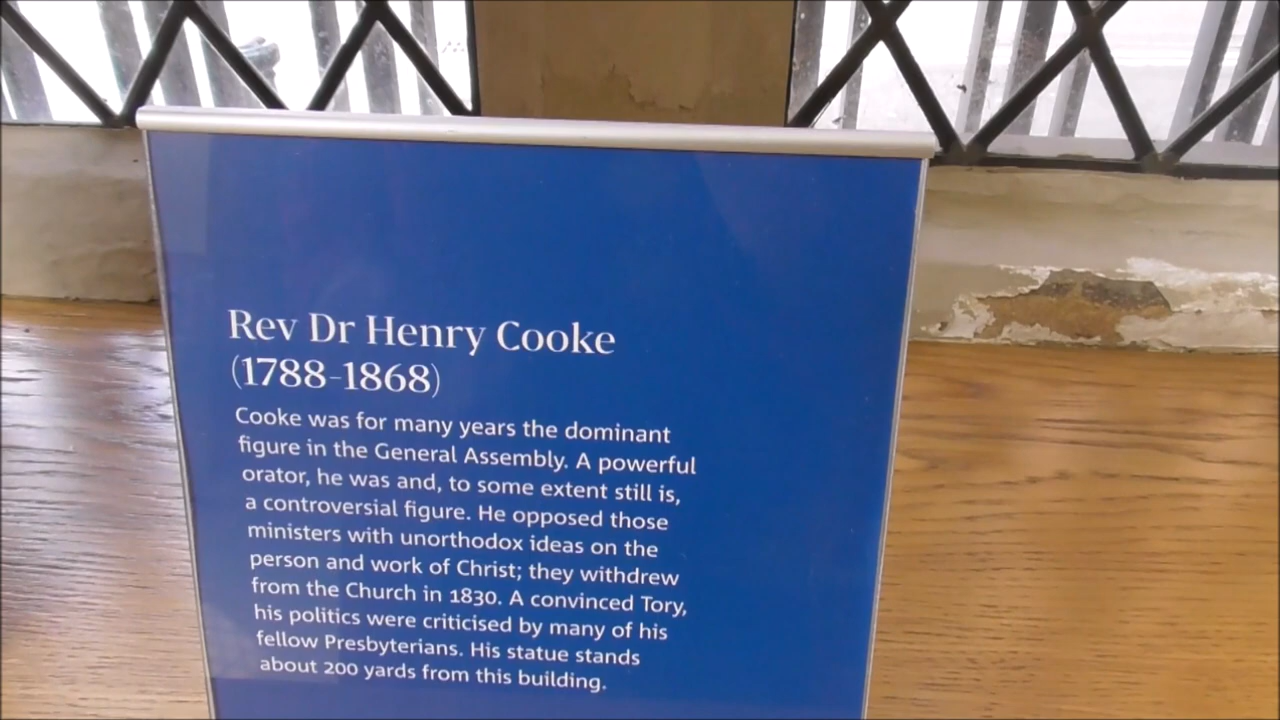 Rev Dr Henry Cooke
(1788-1868)
Cooke was for many years the dominant
figure in the General Assembly. A powerful
orator, he was and, to some extent still is,
a controversial figure. He opposed those
ministers with unorthodox ideas on the
person and work of Christ; they withdrew
from the Church in 1830. A convinced Tory,
his politics were criticised by many of his
fellow Presbyterians. His statue stands
about 200 yards from this building.